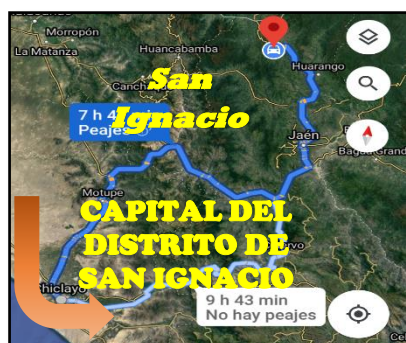 Morropón
La Matanza
Huancabamba
Huarango
San
Ignacio
7 h 4
Peajes
Jaén
Motupe
CAPITAL DEL
DISTRITO DE
SAN IGNACIO
hiclayo
9 h 43 min
No hay peajes